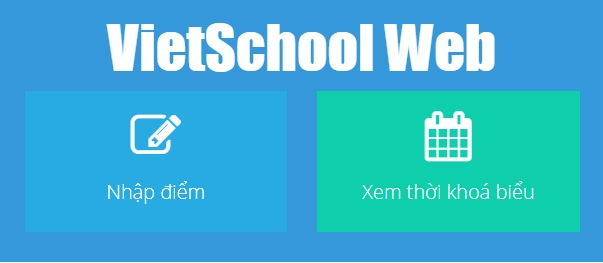 VietSchool Web
Nhập điểm
Xem thời khoá biểu